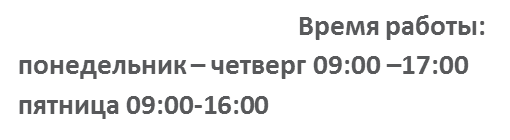 Время работы:
понедельник – четверг 09:00 –17:00
пятница 09:00-16:00